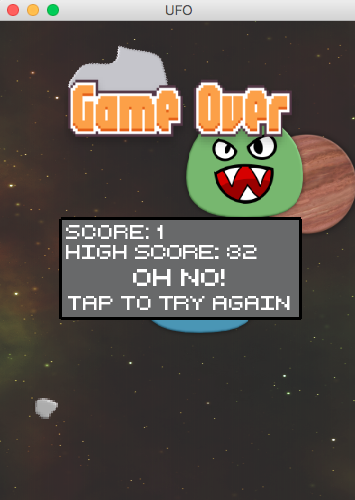 UFO
Game Over
SCORE: 1
HIGH SCORE: 32
OH NO!
TAP TO TRY AGAIN